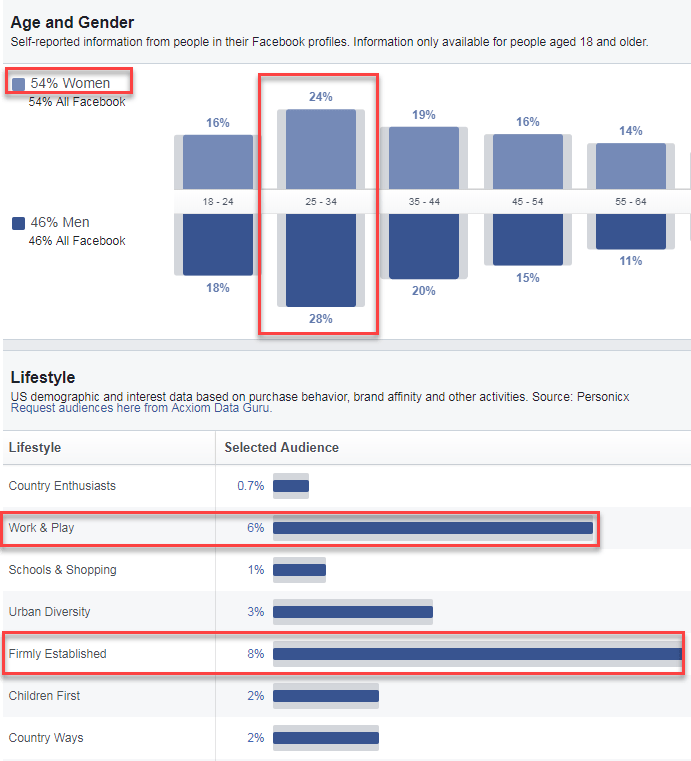 Age and Gender
Self-reported information from people in their Facebook profiles. Information only available for people aged 18 and older.
54% Women
54% All Facebook
16%
24%
19%
16%
14%
18 - 24
25 - 34
35 - 44
45 - 54
55 - 64
46% Men
46% All Facebook
18%
28%
20%
15%
11%
Lifestyle
US demographic and interest data based on purchase behavior, brand affinity and other activities. Source: Personicx
Request audiences here from Acxiom Data Guru.
Lifestyle Selected Audience
Country Enthusiasts 0.7%
Work & Play 6%
Schools & Shopping 1%
Urban Diversity 3%
Firmly Established 8%
Children First 2%
Country Ways 2%